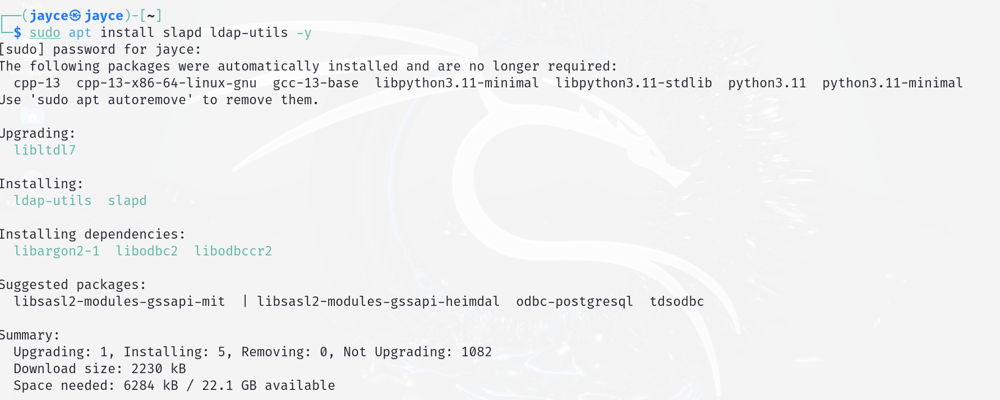 ┌──(jayce㉿jayce)-[~]
└─$ sudo apt install slapd ldap-utils -y
[sudo] password for jayce:
The following packages were automatically installed and are no longer required:
  cpp-13  cpp-13-x86-64-linux-gnu  gcc-13-base  libpython3.11-minimal  libpython3.11-stdlib  python3.11  python3.11-minimal
Use 'sudo apt autoremove' to remove them.

Upgrading:
  libltdl7

Installing:
  ldap-utils  slapd

Installing dependencies:
  libargon2-1  libodbc2  libodbccr2

Suggested packages:
  libsasl2-modules-gssapi-mit  | libsasl2-modules-gssapi-heimdal  odbc-postgresql  tdsodbc

Summary:
  Upgrading: 1, Installing: 5, Removing: 0, Not Upgrading: 1082
  Download size: 2230 kB
  Space needed: 6284 kB / 22.1 GB available
Trash
File System